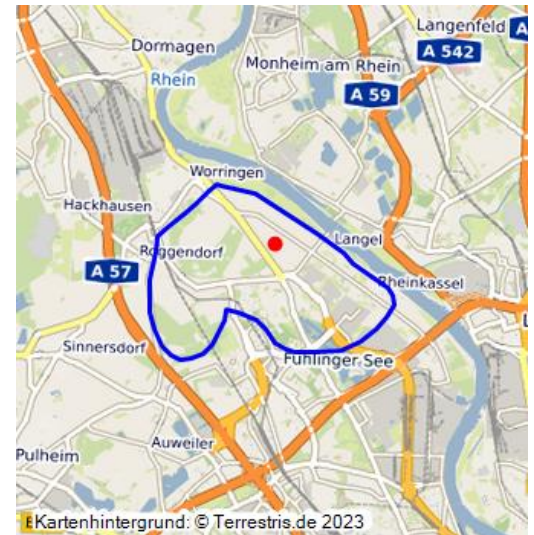 Langenfeld
A
Dormagen
A 542
Monheim am Rhein
Rhein
A 59
Worringen
Hackhausen
Langel
Roggendorf
A 57
Rheinkassel
Sinnersdorf
Fühlinger See
Auweiler
Pulheim
Kartenhintergrund: © Terrestris.de 2023